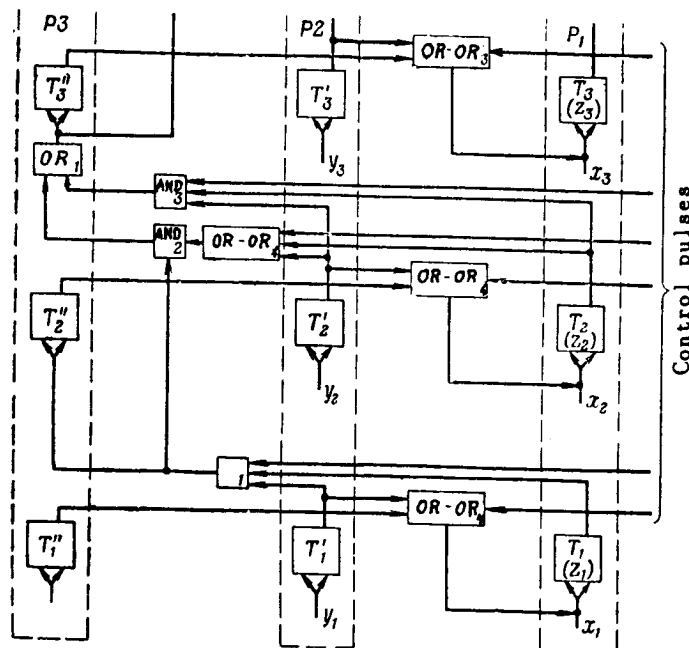 P3
P2
P1
OR-OR3
T3"
T3'
T3
(Z3)
y3
x3
OR1
AND
3
AND
2
OR-OR4
OR-OR4
T2"
T2'
T2
(Z2)
y2
x2
1
OR-OR4
T1"
T1'
T1
(Z1)
y1
x1
Control pulses